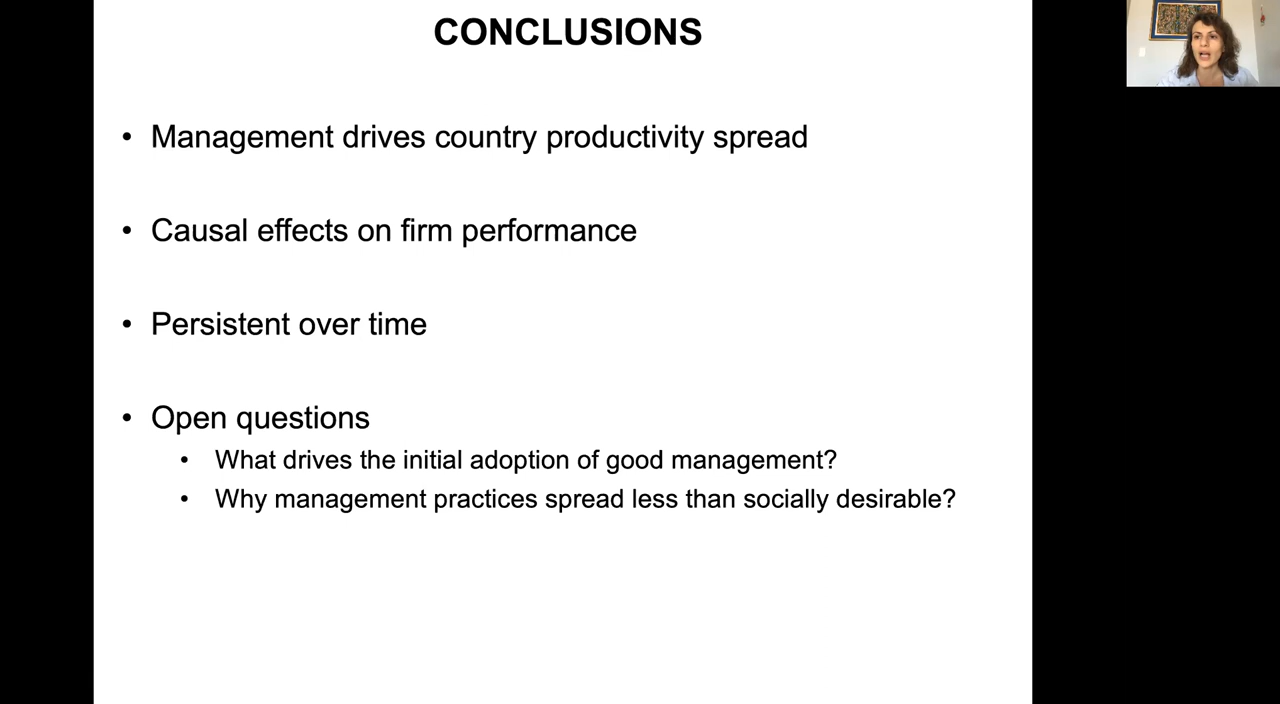 CONCLUSIONS
• Management drives country productivity spread
• Causal effects on firm performance
• Persistent over time
• Open questions
• What drives the initial adoption of good management?
• Why management practices spread less than socially desirable?